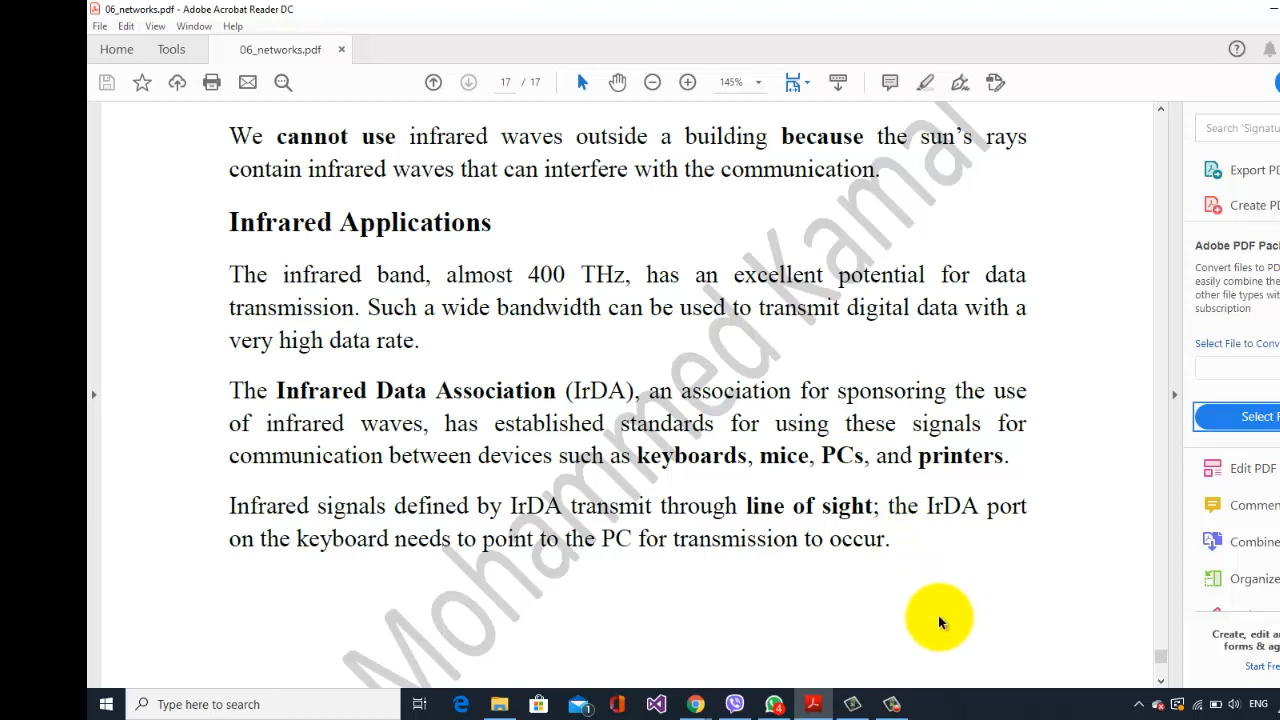 06_networks.pdf - Adobe Acrobat Reader DC
File Edit View Window Help
Home Tools 06_networks.pdf ×
17 / 17 145%
We cannot use infrared waves outside a building because the sun's rays
contain infrared waves that can interfere with the communication.
Infrared Applications
The infrared band, almost 400 THz, has an excellent potential for data
transmission. Such a wide bandwidth can be used to transmit digital data with a
very high data rate.
The Infrared Data Association (IrDA), an association for sponsoring the use
of infrared waves, has established standards for using these signals for
communication between devices such as keyboards, mice, PCs, and printers.
Infrared signals defined by IrDA transmit through line of sight; the IrDA port
on the keyboard needs to point to the PC for transmission to occur.
Mohammed Kamal
Search 'Signatu
Export PD
Create PD
Adobe PDF Pac
Convert files to PD
easily combine the
other file types wit
subscription
Select File to Conv
Select F
Edit PDF
Commen
Combine
Organize
Create, edit an
forms & ag
Start Fre
Type here to search
1
4
ENG